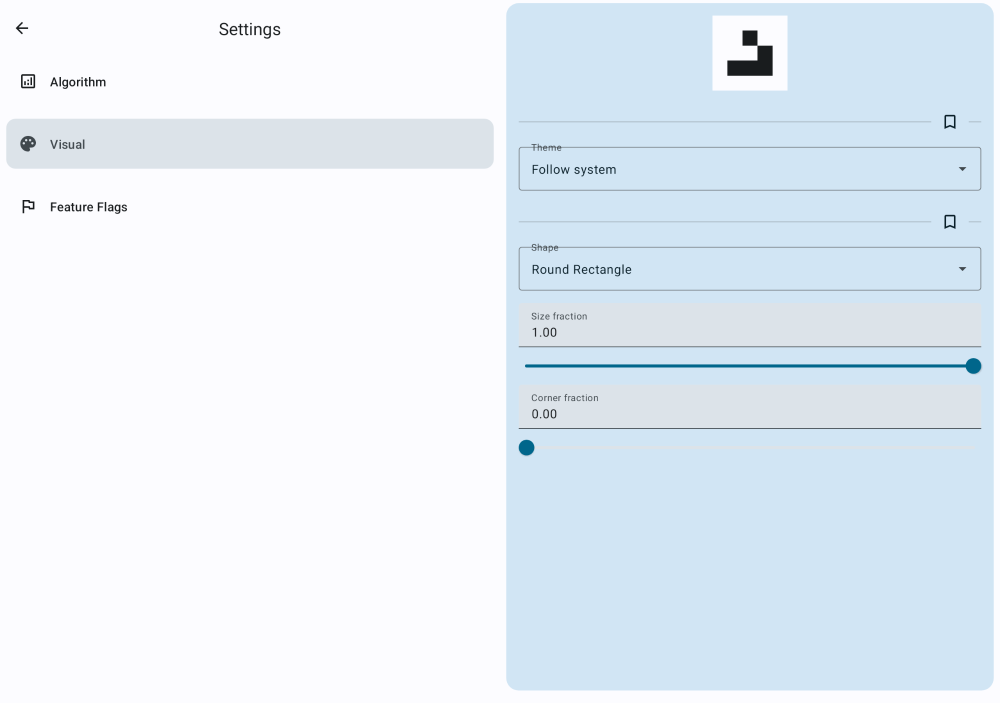 Settings
Algorithm
Visual
Feature Flags
Theme
Follow system
Shape
Round Rectangle
Size fraction
1.00
Corner fraction
0.00